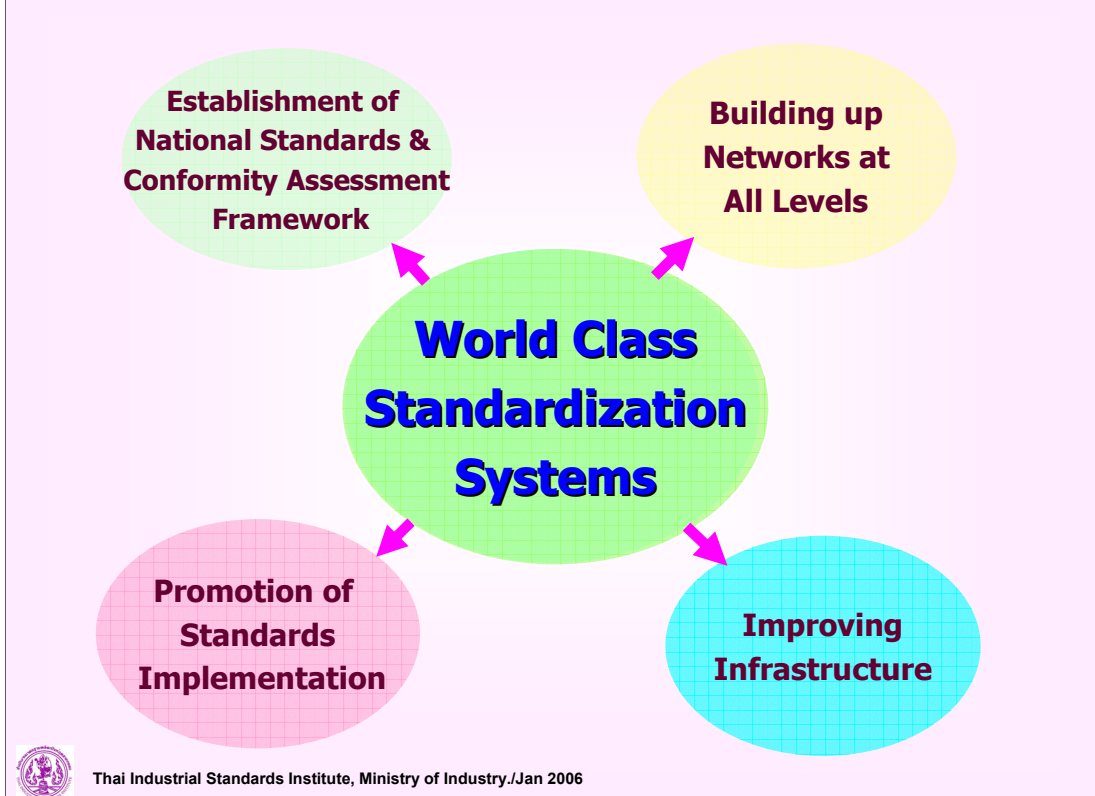 Establishment of
National Standards &
Conformity Assessment
Framework
Building up
Networks at
All Levels
World Class
Standardization
Systems
Promotion of
Standards
Implementation
Improving
Infrastructure
Thai Industrial Standards Institute, Ministry of Industry./Jan 2006